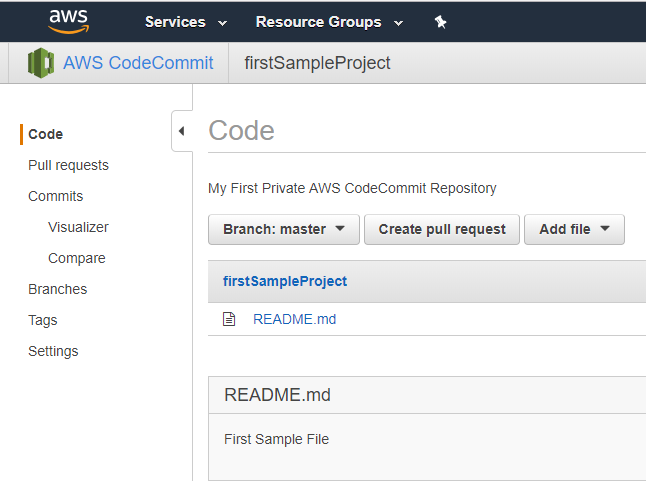 aws Services Resource Groups
AWS CodeCommit firstSampleProject
Code
Pull requests
Commits
Visualizer
Compare
Branches
Tags
Settings
Code
My First Private AWS CodeCommit Repository
Branch: master Create pull request Add file
firstSampleProject
README.md
README.md
First Sample File